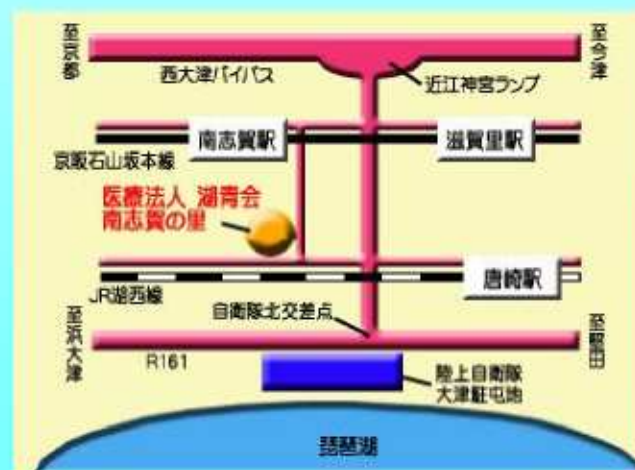 至京都
至今津
西大津バイパス
近江神宮ランプ
南志賀駅
滋賀里駅
京阪石山坂本線
医療法人 湖青会
南志賀の里
唐崎駅
JR湖西線
自衛隊北交差点
至浜大津
至堅田
R161
陸上自衛隊
大津駐屯地
琵琶湖